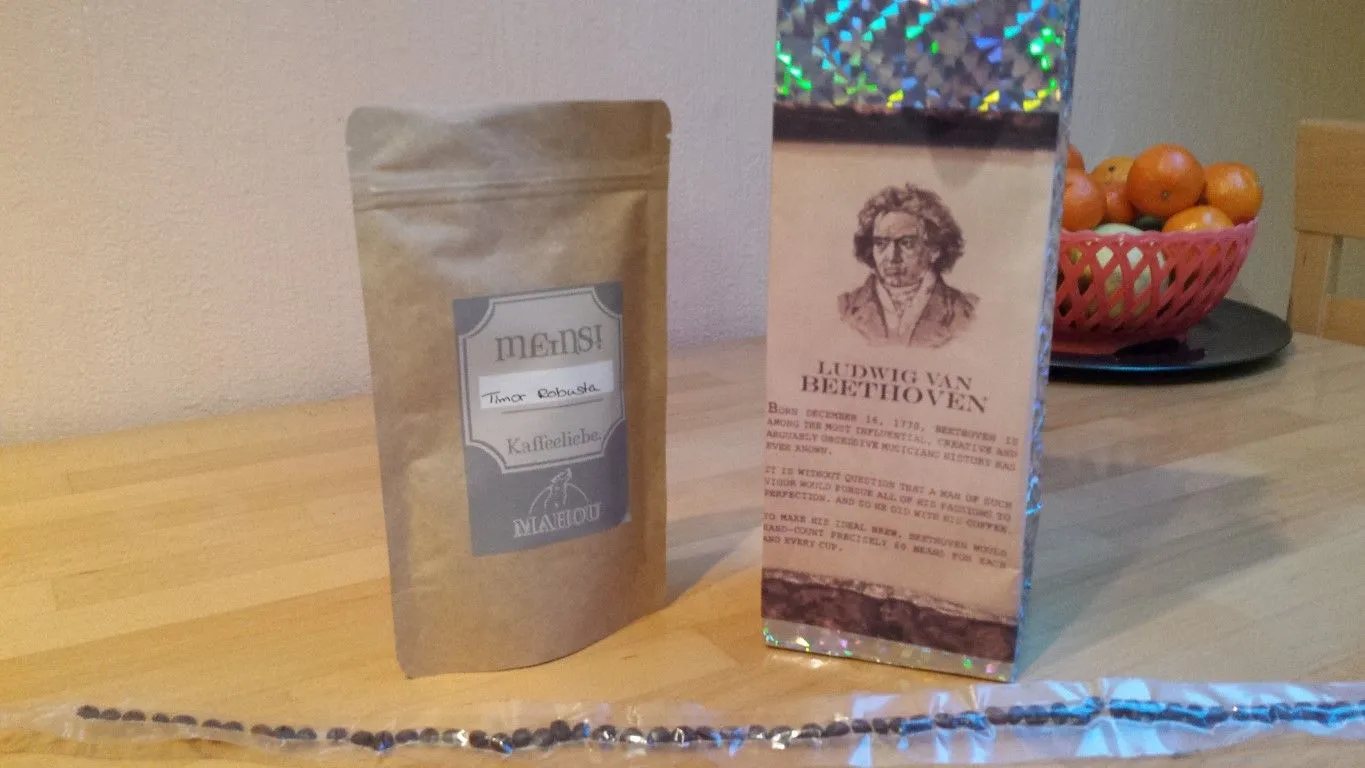 MEINS!
Timor Robusta
Kaffeeliebe.
MAHOU
LUDWIG VAN
BEETHOVEN
BORN DECEMBER 16, 1770, BEETHOVEN IS
AMONG THE MOST INFLUENTIAL, CREATIVE AND
ARGUABLY OBSESSIVE MUSICIANS HISTORY HAS
EVER KNOWN.
IT IS WITHOUT QUESTION THAT A MAN OF SUCH
VIGOR WOULD PURSUE ALL OF HIS PASSIONS TO
PERFECTION. AND SO HE DID WITH HIS COFFEE.
TO MAKE HIS IDEAL BREW, BEETHOVEN WOULD
HAND-COUNT PRECISELY 60 BEANS FOR EACH
AND EVERY CUP.